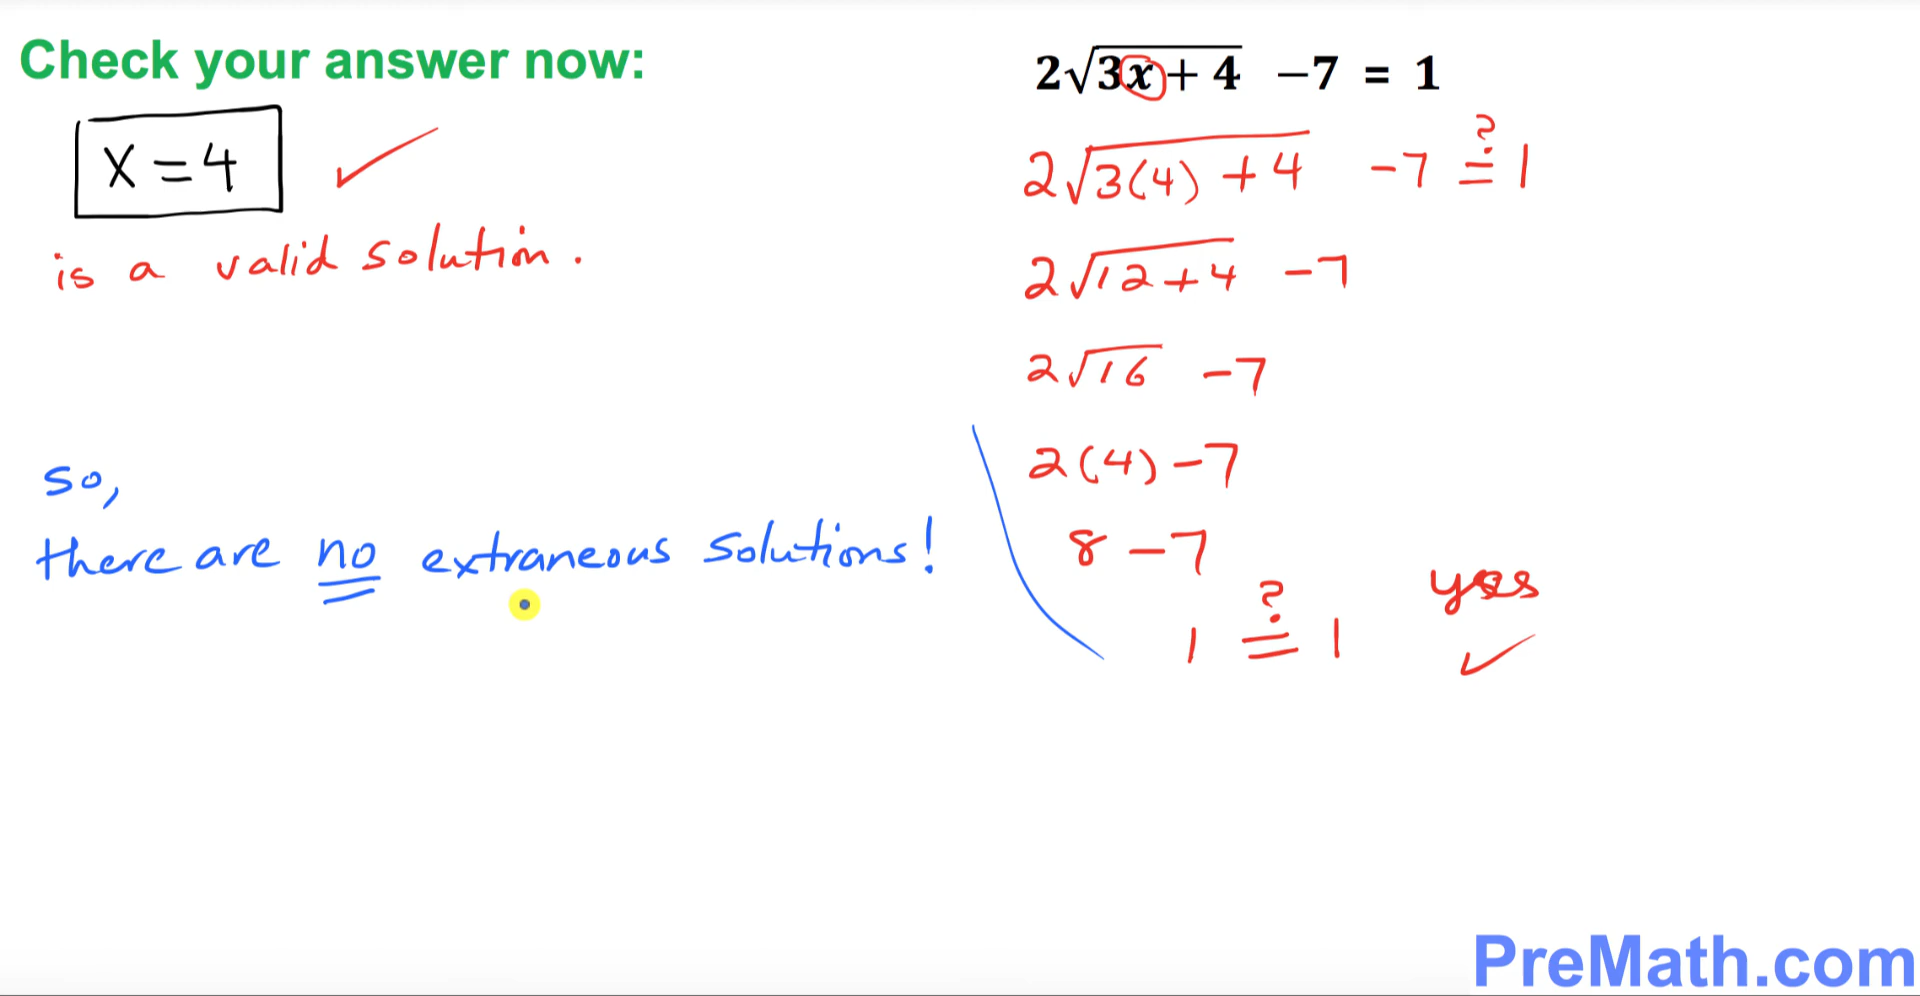 Check your answer now:
x = 4 ✓
is a valid solution.
so,
there are no extraneous solutions!
2√3x + 4 −7 = 1
2√3(4) + 4 −7 ≟ 1
2√12+4 −7
2√16 −7
2(4) −7
8 −7
1 ≟ 1 yes ✓
PreMath.com